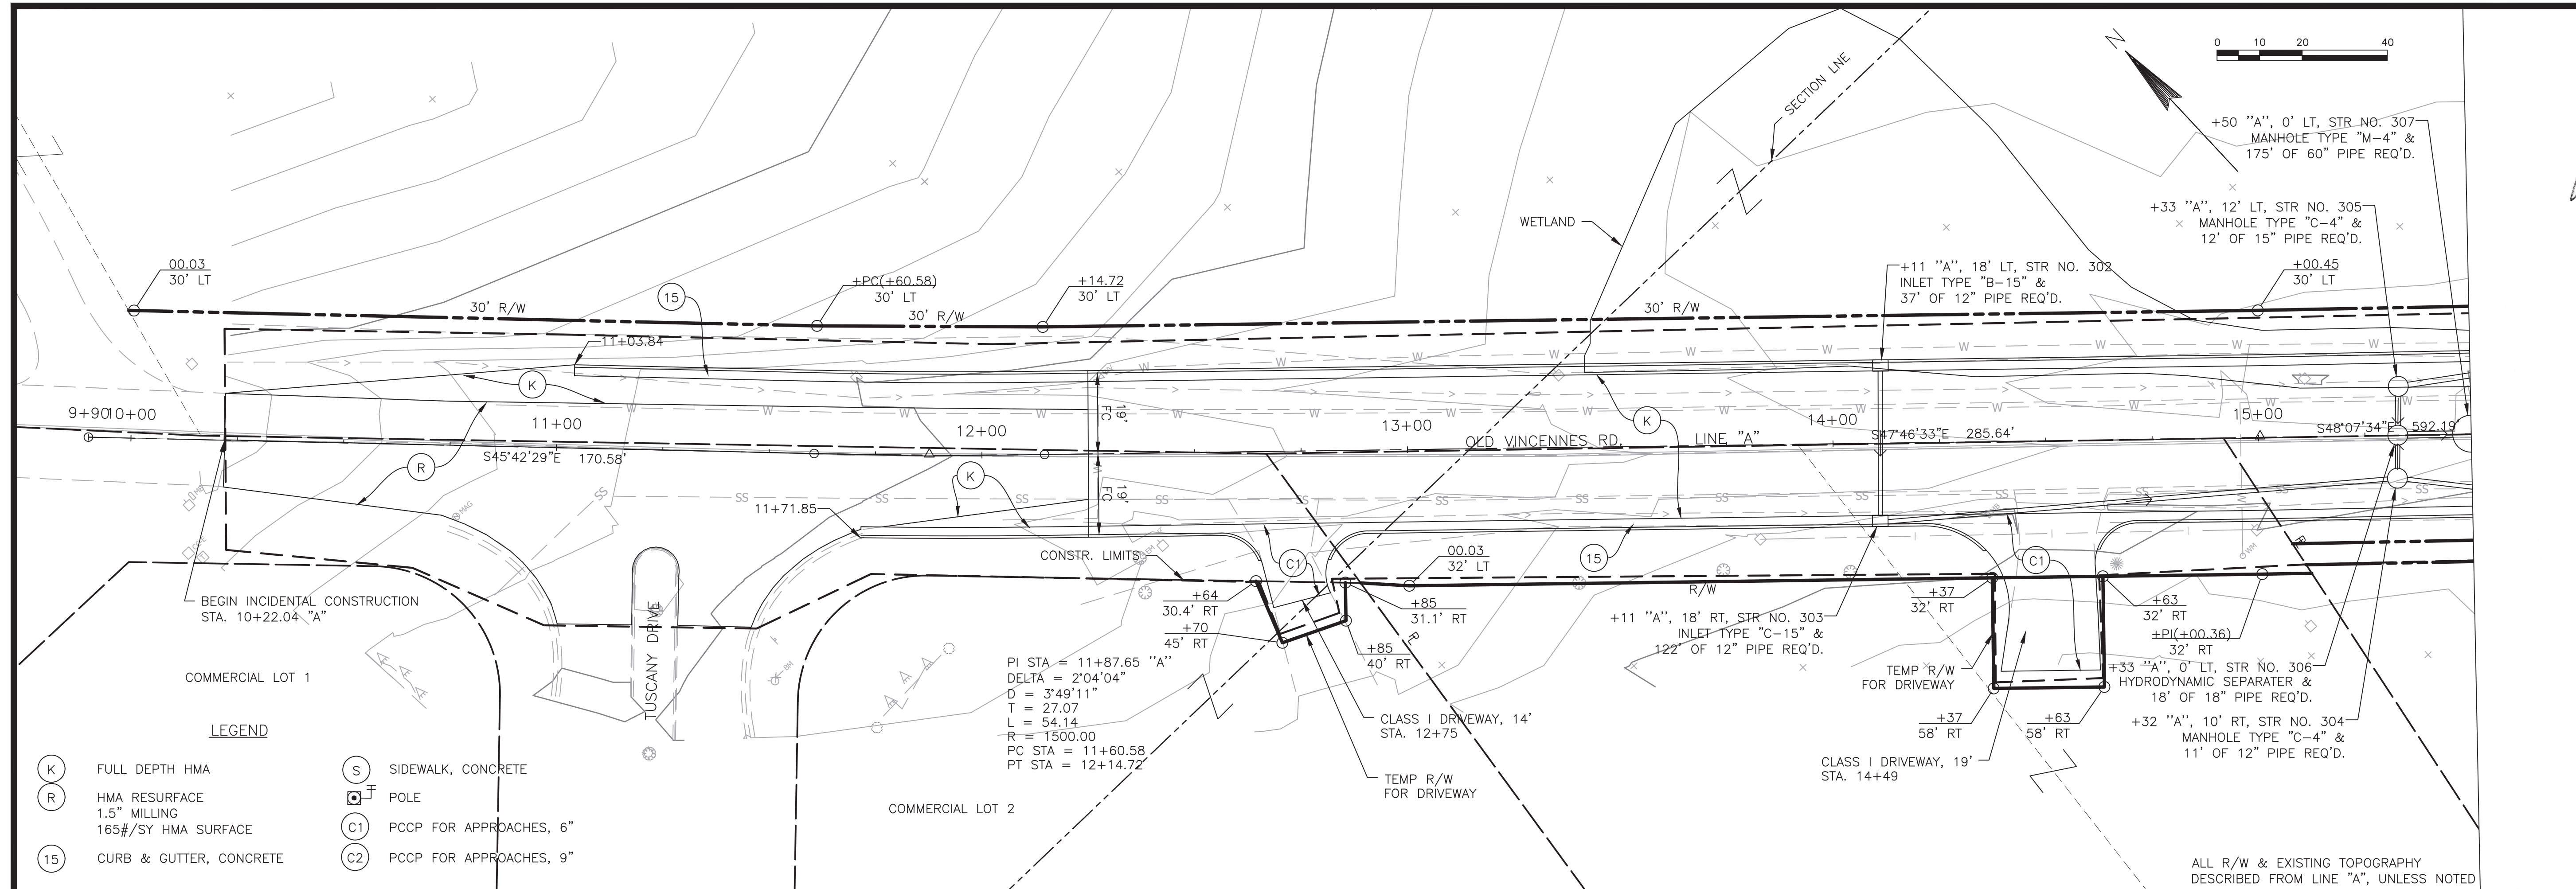 0 10 20 40
N
SECTION LNE
+50 "A", 0' LT, STR NO. 307
MANHOLE TYPE "M-4" &
175' OF 60" PIPE REQ'D.
+33 "A", 12' LT, STR NO. 305
MANHOLE TYPE "C-4" &
12' OF 15" PIPE REQ'D.
WETLAND
+11 "A", 18' LT, STR NO. 302
INLET TYPE "B-15" &
37' OF 12" PIPE REQ'D.
00.03
30' LT
+PC(+60.58)
30' LT
+14.72
30' LT
+00.45
30' LT
30' R/W
30' R/W
30' R/W
15
11+03.84
K
9+90
10+00
11+00
12+00
13+00
14+00
15+00
19'
FC
19'
FC
K
OLD VINCENNES RD,
LINE "A"
S45°42'29"E 170.58'
S47°46'33"E 285.64'
S48°07'34"E 592.19'
R
K
11+71.85
CONSTR. LIMITS
C1
15
C1
00.03
32' LT
R/W
+64
30.4' RT
+70
45' RT
+85
31.1' RT
+85
40' RT
+11 "A", 18' RT, STR NO. 303
INLET TYPE "C-15" &
122' OF 12" PIPE REQ'D.
+37
32' RT
+63
32' RT
+PI(+00.36)
32' RT
BEGIN INCIDENTAL CONSTRUCTION
STA. 10+22.04 "A"
TUSCANY DRIVE
COMMERCIAL LOT 1
PI STA = 11+87.65 "A"
DELTA = 2°04'04"
D = 3°49'11"
T = 27.07
L = 54.14
R = 1500.00
PC STA = 11+60.58
PT STA = 12+14.72
TEMP R/W
FOR DRIVEWAY
+33 "A", 0' LT, STR NO. 306
HYDRODYNAMIC SEPARATER &
18' OF 18" PIPE REQ'D.
CLASS I DRIVEWAY, 14'
STA. 12+75
+37
58' RT
+63
58' RT
+32 "A", 10' RT, STR NO. 304
MANHOLE TYPE "C-4" &
11' OF 12" PIPE REQ'D.
CLASS I DRIVEWAY, 19'
STA. 14+49
TEMP R/W
FOR DRIVEWAY
COMMERCIAL LOT 2
LEGEND
K FULL DEPTH HMA
R HMA RESURFACE
1.5" MILLING
165#/SY HMA SURFACE
15 CURB & GUTTER, CONCRETE
S SIDEWALK, CONCRETE
POLE
C1 PCCP FOR APPROACHES, 6"
C2 PCCP FOR APPROACHES, 9"
ALL R/W & EXISTING TOPOGRAPHY
DESCRIBED FROM LINE "A", UNLESS NOTED